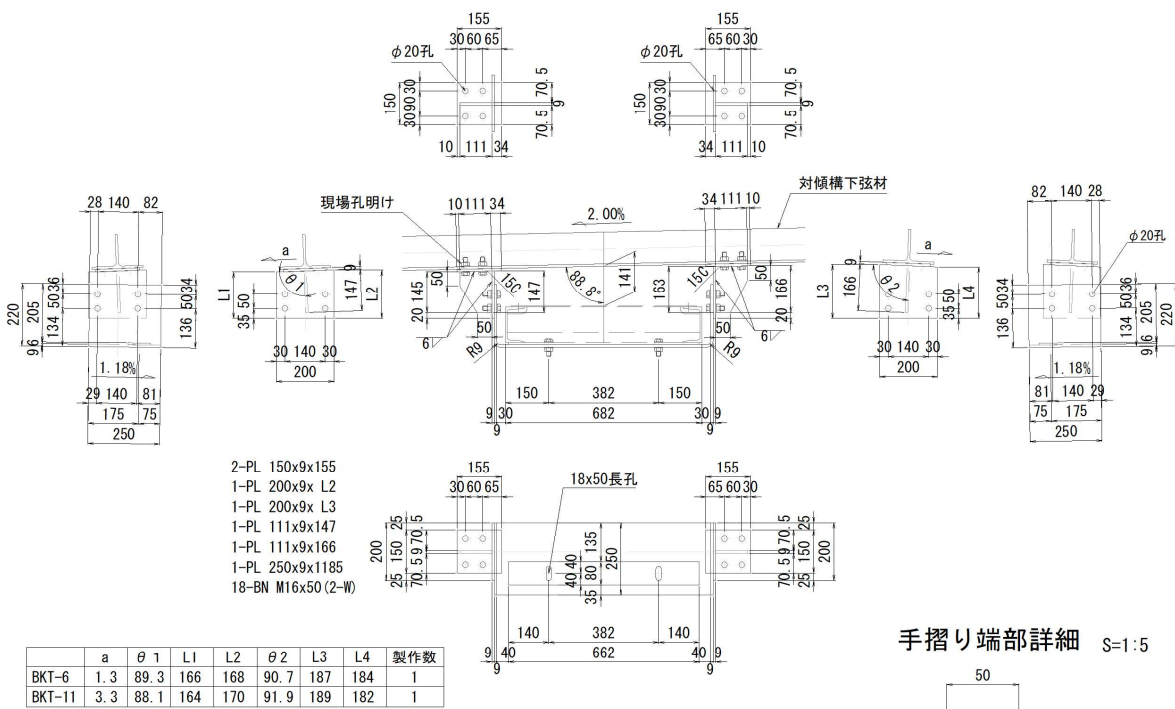 155
30 60 65
φ20孔
150
30 90 30
70.5
9
70.5
10 111 34
155
65 60 30
φ20孔
150
30 90 30
70.5
9
70.5
34 111 10
28 140 82
36
50
34
50
220
205
134
136
9 6
1.18%
29 140 81
175 75
250
a
θ1
9
147
L1
L2
50
35
30 140 30
200
現場孔明け
10 111 34
2.00%
34 111 10
対傾構下弦材
145
50
20
15C
147
88.8°
141
163
15C
50
166
20
6
50
50
6
R9
R9
150 382 150
9 30 682 30 9
9
9
a
9
θ2
166
L3
L4
50
35
30 140 30
200
82 140 28
φ20孔
34
50
36
50
136
134
205
220
9 6
1.18%
81 140 29
75 175
250
2-PL 150x9x155
1-PL 200x9x L2
1-PL 200x9x L3
1-PL 111x9x147
1-PL 111x9x166
1-PL 250x9x1185
18-BN M16x50(2-W)
155
30 60 65
18x50長孔
155
65 60 30
200
25
150
25
70.5
9
70.5
40
40
80
35
135
250
70.5
9
70.5
25
150
25
200
140 382 140
9 40 662 40 9
9
9
a θ1 L1 L2 θ2 L3 L4 製作数
BKT-6 1.3 89.3 166 168 90.7 187 184 1
BKT-11 3.3 88.1 164 170 91.9 189 182 1
手摺り端部詳細 S=1:5
50